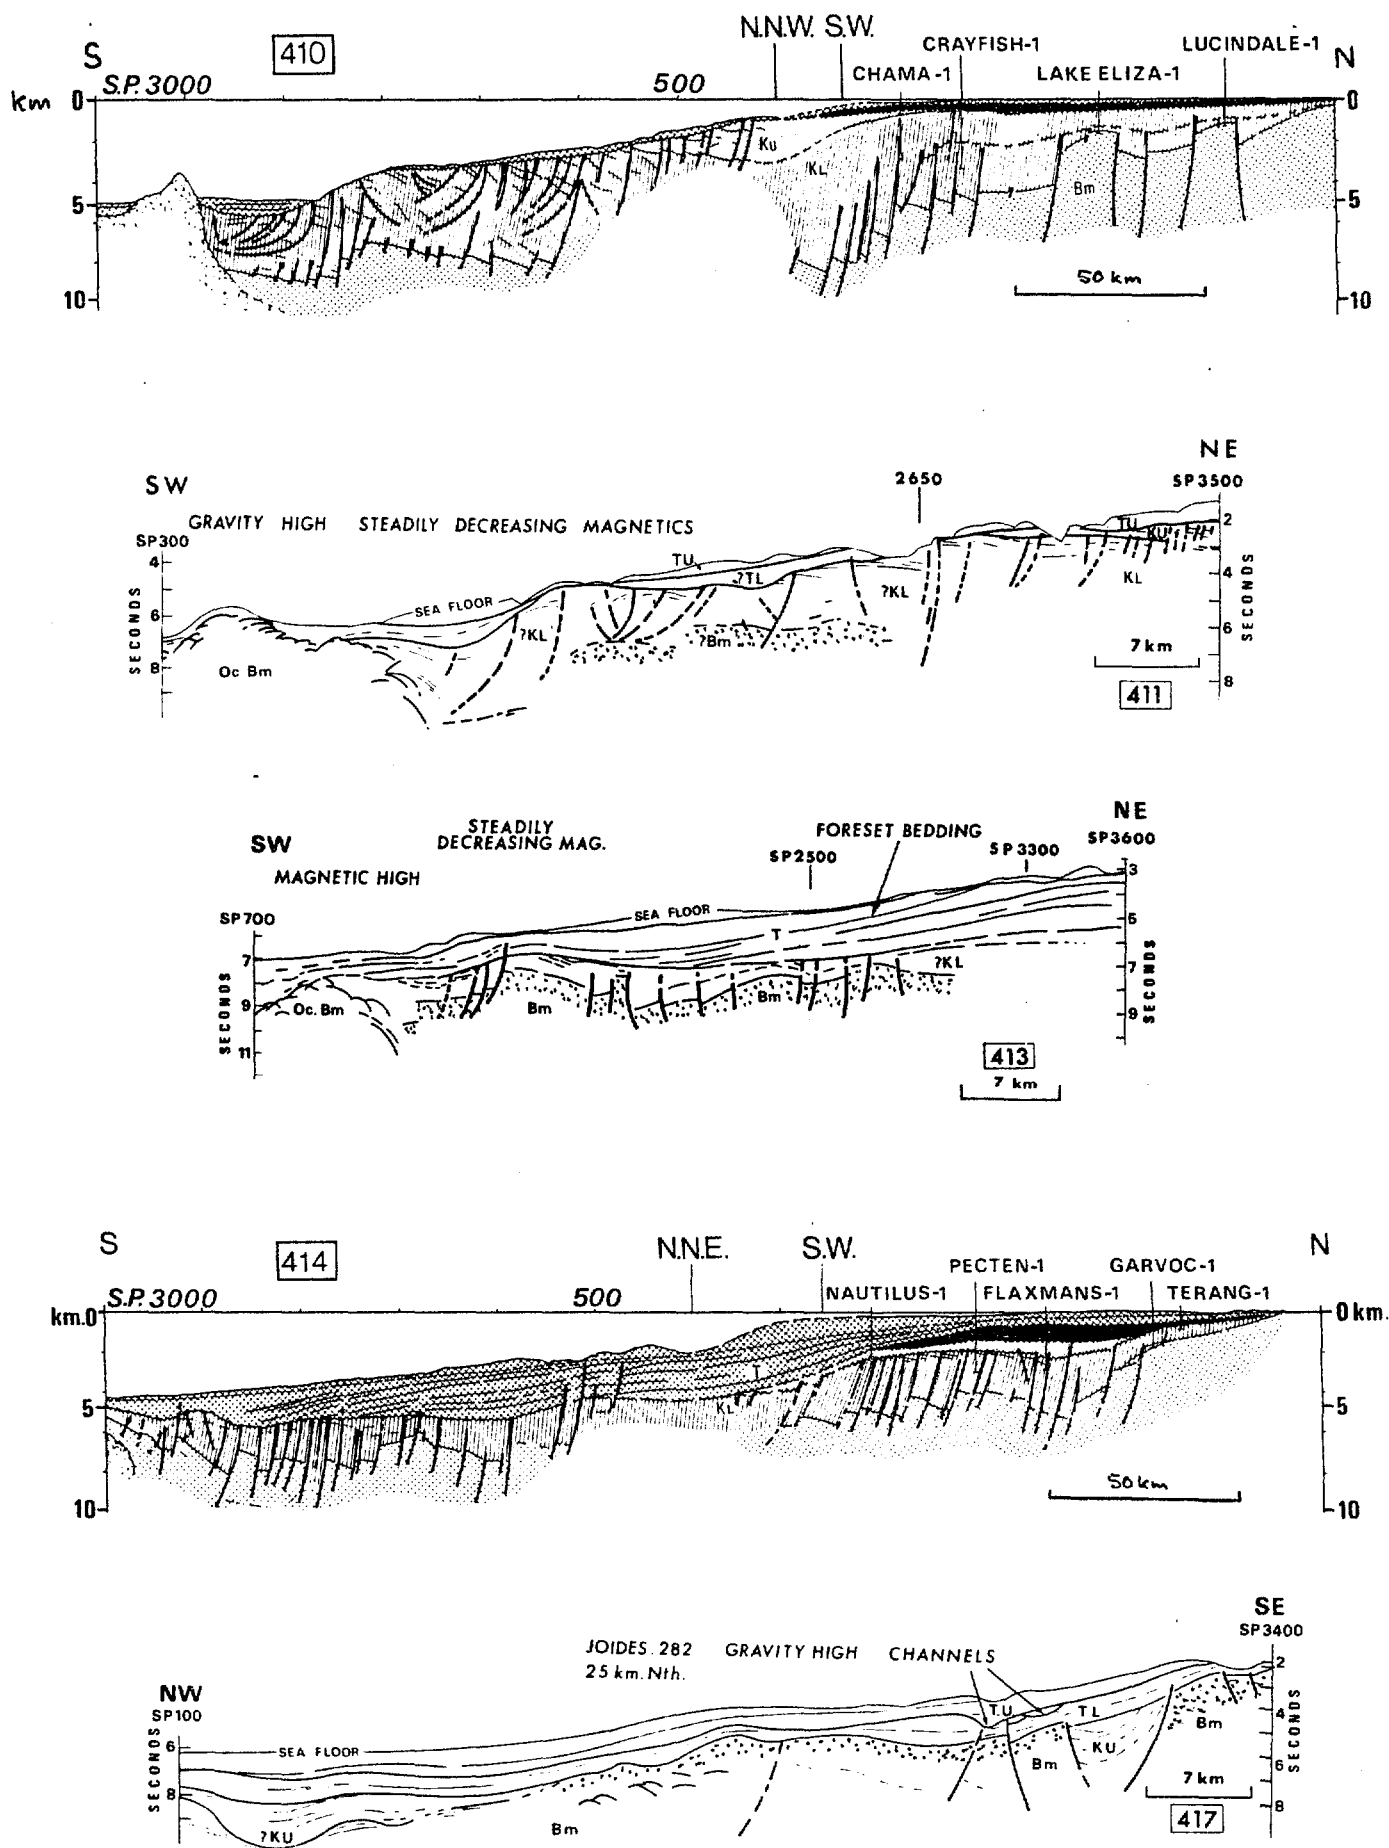 N.N.W. S.W.
S 410 CRAYFISH-1 LUCINDALE-1 N
S.P. 3000 500 CHAMA-1 LAKE ELIZA-1
km 0 0
Ku
KL
Bm
5 5
50 km
10 10
NE
SW 2650 SP3500
GRAVITY HIGH STEADILY DECREASING MAGNETICS
SP300
TU KU 2
4 TU
?TL
KL 4
?KL
SEA FLOOR
SECONDS
6 ?KL
?Bm 6
SECONDS
7 km
8 Oc Bm
8
411
NE
STEADILY FORESET BEDDING SP3600
SW DECREASING MAG. SP2500 SP3300
MAGNETIC HIGH 3
SP700 SEA FLOOR 5
T
7 ?KL 7
SECONDS
Bm Bm
9 Oc. Bm 9
SECONDS
11 413
7 km
S 414 N.N.E. S.W. N
PECTEN-1 GARVOC-1
S.P. 3000 500 NAUTILUS-1 FLAXMANS-1 TERANG-1
km. 0 0 km.
T
KL
5 5
50 km
10 10
SE
JOIDES. 282 GRAVITY HIGH CHANNELS SP3400
25 km. Nth.
NW 2
SP100
T.U TL
Bm 4
6 SEA FLOOR KU
SECONDS
Bm 6
SECONDS
7 km
8 8
417
?KU Bm